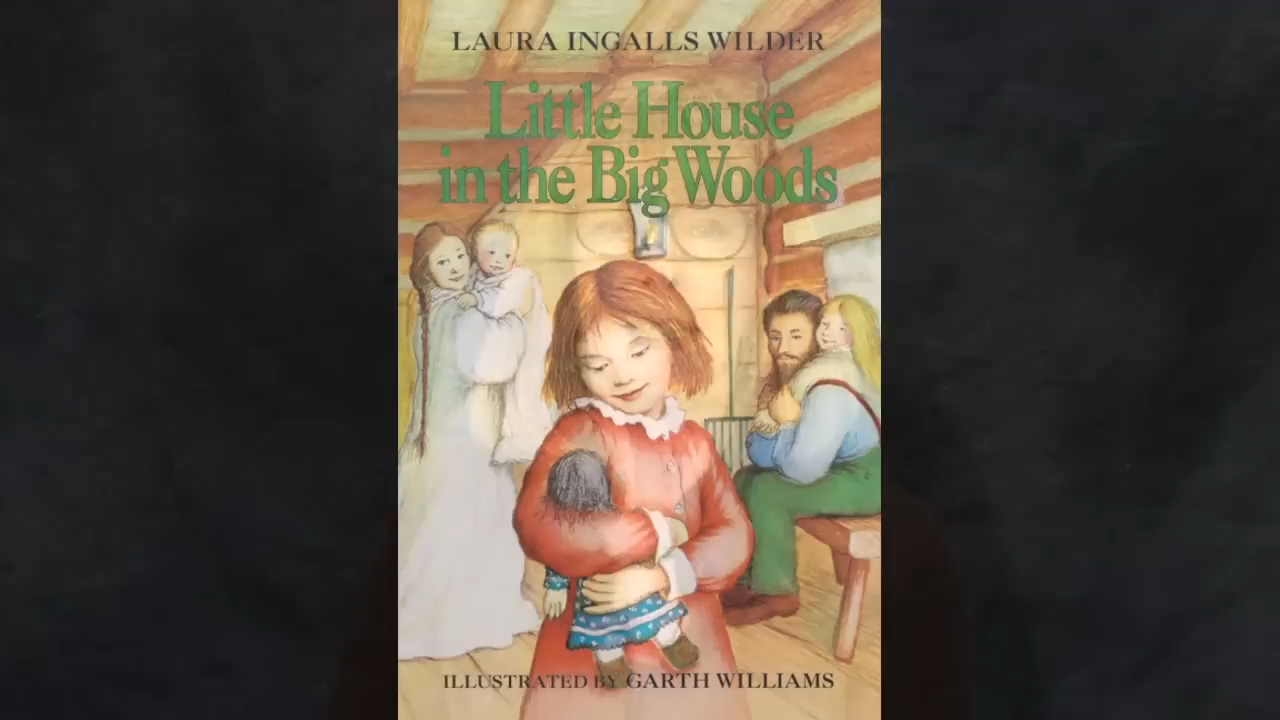 LAURA INGALLS WILDER
Little House
in the Big Woods
ILLUSTRATED BY GARTH WILLIAMS